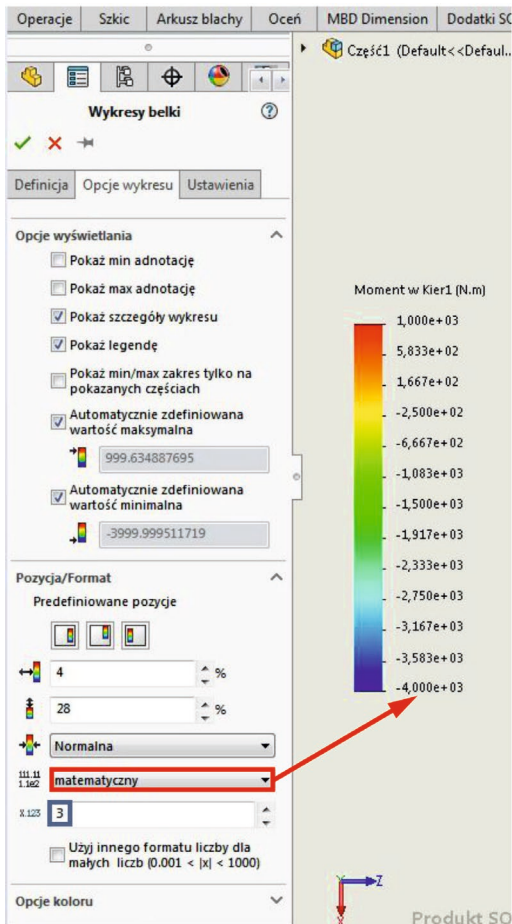 Operacje Szkic Arkusz blachy Oceń MBD Dimension Dodatki SO
Część1 (Default<<Defaul...
Wykresy belki
Definicja Opcje wykresu Ustawienia
Opcje wyświetlania
Pokaż min adnotację
Pokaż max adnotację
Pokaż szczegóły wykresu
Pokaż legendę
Pokaż min/max zakres tylko na
pokazanych częściach
Automatycznie zdefiniowana
wartość maksymalna
999.634887695
Automatycznie zdefiniowana
wartość minimalna
-3999.999511719
Pozycja/Format
Predefiniowane pozycje
4 %
28 %
Normalna
111.11
1.1e2
matematyczny
X.123 3
Użyj innego formatu liczby dla
małych liczb (0.001 < |x| < 1000)
Opcje koloru
Moment w Kier1 (N.m)
1,000e+03
5,833e+02
1,667e+02
-2,500e+02
-6,667e+02
-1,083e+03
-1,500e+03
-1,917e+03
-2,333e+03
-2,750e+03
-3,167e+03
-3,583e+03
-4,000e+03
Y Z
X
Produkt SO